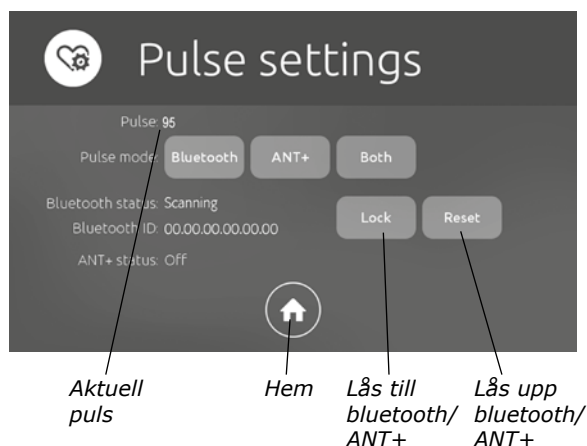 Pulse settings
Pulse: 95
Pulse mode: Bluetooth ANT+ Both
Bluetooth status: Scanning
Bluetooth ID: 00.00.00.00.00.00
Lock Reset
ANT+ status: Off
Aktuell
puls
Hem
Lås till
bluetooth/
ANT+
Lås upp
bluetooth/
ANT+